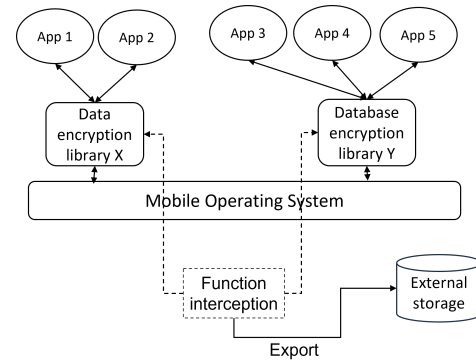 App 1
App 2
App 3
App 4
App 5
Data
encryption
library X
Database
encryption
library Y
Mobile Operating System
Function
interception
External
storage
Export